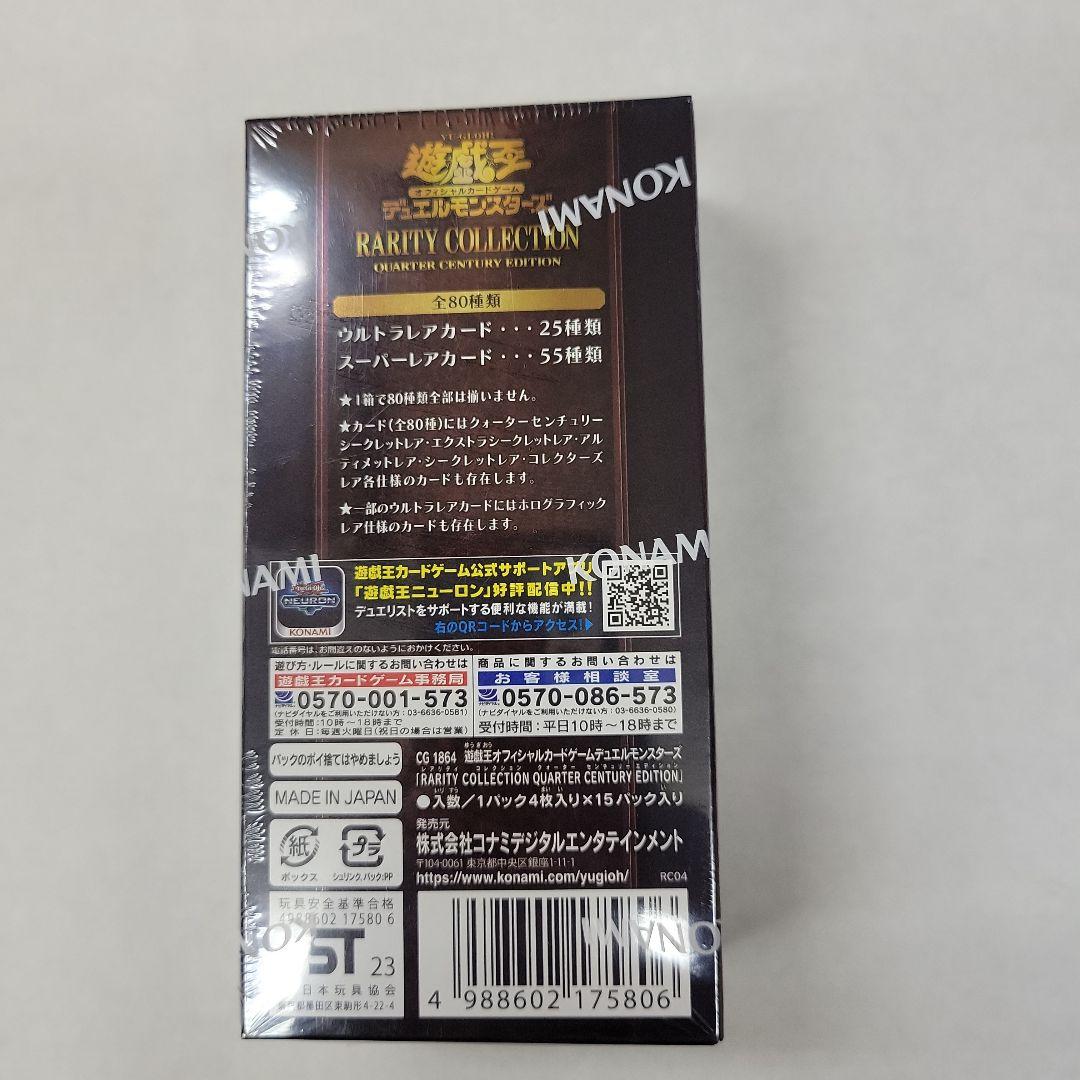 YU-GI-OH!
遊戯王
オフィシャルカードゲーム
デュエルモンスターズ
KONAMI
RARITY COLLECTION
QUARTER CENTURY EDITION
全80種類
ウルトラレアカード・・・25種類
スーパーレアカード・・・55種類
★1箱で80種類全部は揃いません。
★カード(全80種)にはクォーターセンチュリー
シークレットレア・エクストラシークレットレア・アル
ティメットレア・シークレットレア・コレクターズ
レア各仕様のカードも存在します。
★一部のウルトラレアカードにはホログラフィック
レア仕様のカードも存在します。
NAMI
KONAMI
遊戯王カードゲーム公式サポートアプリ
「遊戯王ニューロン」好評配信中!!
デュエリストをサポートする便利な機能が満載!
右のQRコードからアクセス!▶
Yu-Gi-Oh!
NEURON
KONAMI
電話番号は、お間違えのないようにおかけください。
遊び方・ルールに関するお問い合わせは
遊戯王カードゲーム事務局
0570-001-573
(ナビダイヤルをご利用いただけない方:03-6636-0581)
受付時間:10時〜18時まで
定休日:毎週火曜日(祝日の場合は営業)
商品に関するお問い合わせは
お客様相談室
0570-086-573
(ナビダイヤルをご利用いただけない方:03-6636-0580)
受付時間:平日10時〜18時まで
パックのポイ捨てはやめましょう
MADE IN JAPAN
紙
ボックス
プラ
シュリンク、パック:PP
CG 1864 遊戯王オフィシャルカードゲームデュエルモンスターズ
「RARITY COLLECTION QUARTER CENTURY EDITION」
●入数/1パック4枚入り×15パック入り
発売元
株式会社コナミデジタルエンタテインメント
〒104-0061 東京都中央区銀座1-11-1
https://www.konami.com/yugioh/
RC04
玩具安全基準合格
4988602 17580 6
ST 23
日本玩具協会
墨田区東駒形4-22-4
KONAM
4 988602 175806